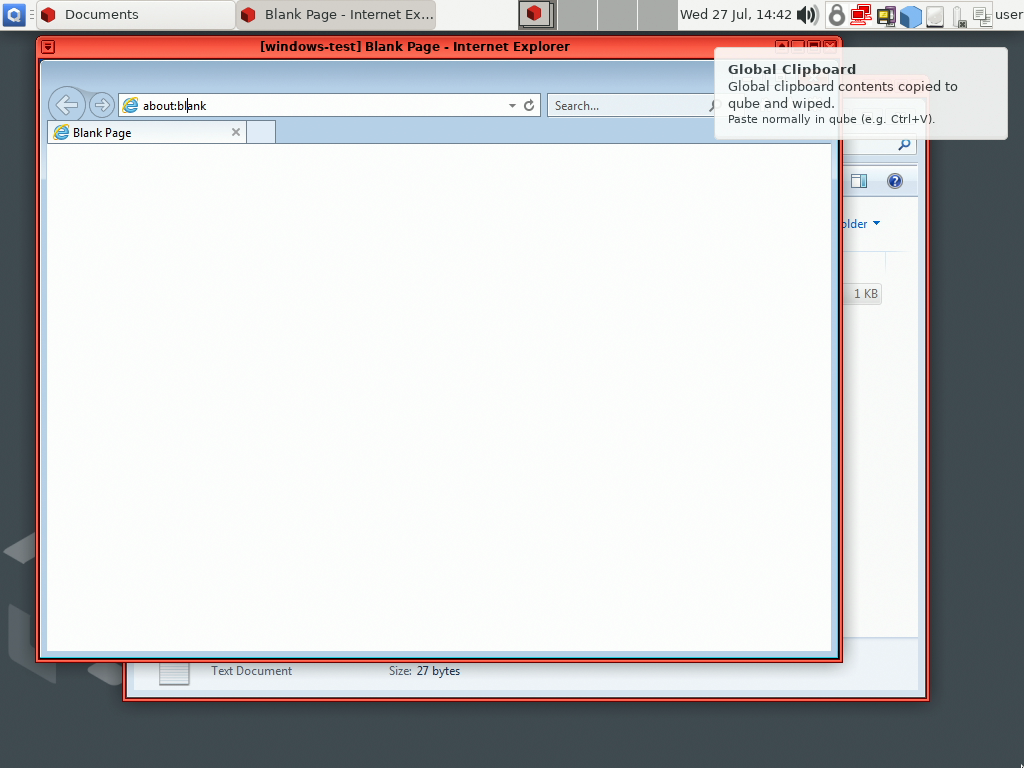 Documents
Blank Page - Internet Ex...
Wed 27 Jul, 14:42
user
[windows-test] Blank Page - Internet Explorer
Global Clipboard
Global clipboard contents copied to
qube and wiped.
Paste normally in qube (e.g. Ctrl+V).
about:blank
Search...
Blank Page
older
1 KB
Text Document
Size: 27 bytes